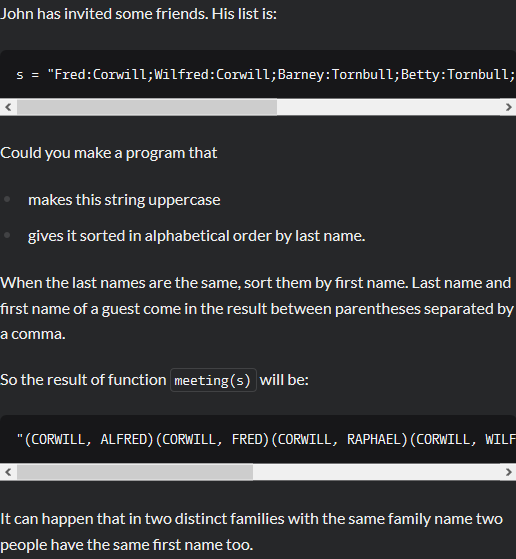 John has invited some friends. His list is:
s = "Fred:Corwill;Wilfred:Corwill;Barney:Tornbull;Betty:Tornbull;
Could you make a program that
makes this string uppercase
gives it sorted in alphabetical order by last name.
When the last names are the same, sort them by first name. Last name and
first name of a guest come in the result between parentheses separated by
a comma.
So the result of function meeting(s) will be:
"(CORWILL, ALFRED)(CORWILL, FRED)(CORWILL, RAPHAEL)(CORWILL, WILF
It can happen that in two distinct families with the same family name two
people have the same first name too.